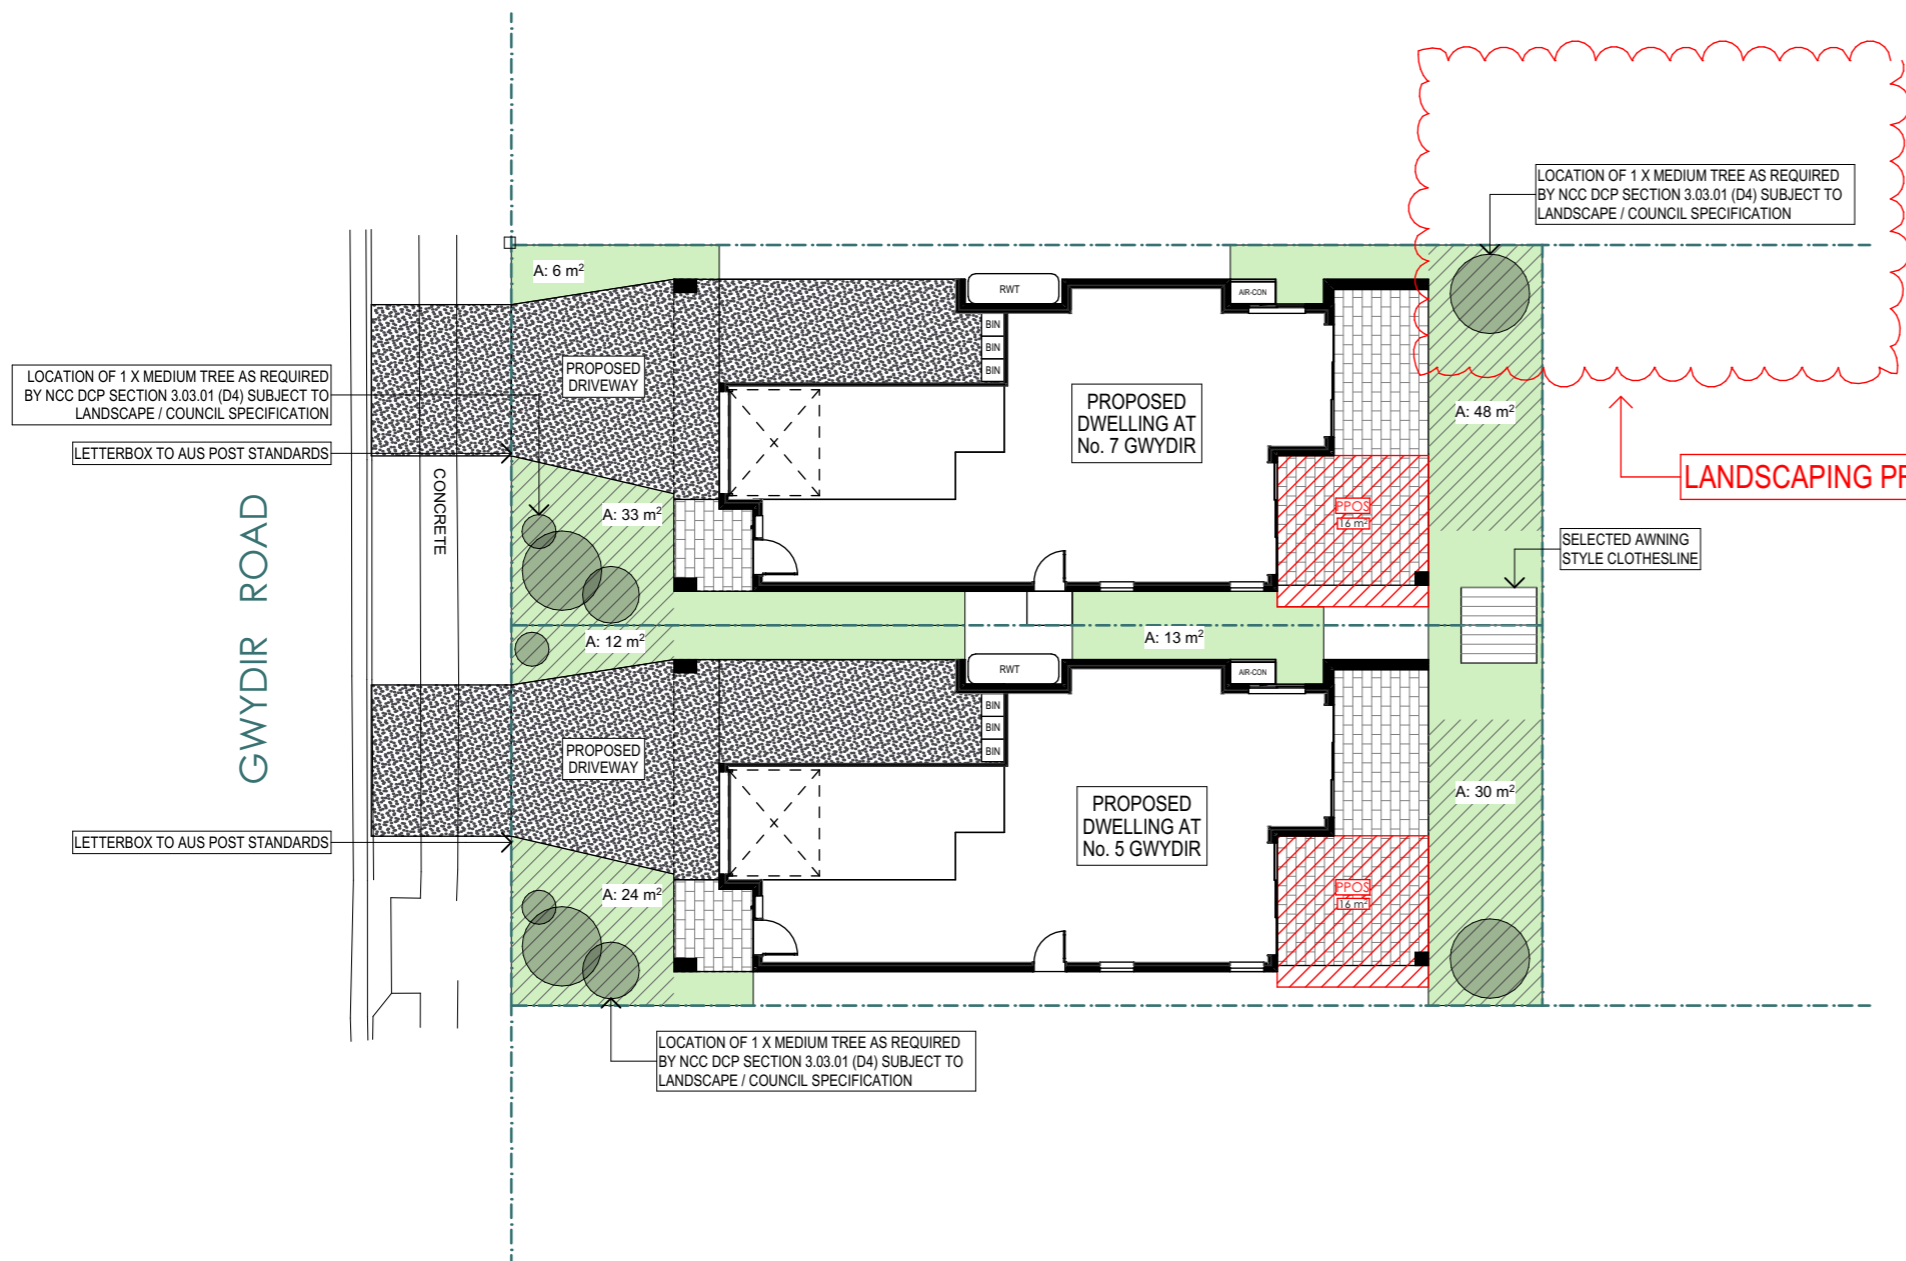 LOCATION OF 1 X MEDIUM TREE AS REQUIRED
BY NCC DCP SECTION 3.03.01 (D4) SUBJECT TO
LANDSCAPE / COUNCIL SPECIFICATION
A: 6 m²
RWT
AIR-CON
BIN
BIN
BIN
PROPOSED
DRIVEWAY
LOCATION OF 1 X MEDIUM TREE AS REQUIRED
BY NCC DCP SECTION 3.03.01 (D4) SUBJECT TO
LANDSCAPE / COUNCIL SPECIFICATION
PROPOSED
DWELLING AT
No. 7 GWYDIR
A: 48 m²
LETTERBOX TO AUS POST STANDARDS
LANDSCAPING
CONCRETE
A: 33 m²
PPOS
16 m²
SELECTED AWNING
STYLE CLOTHESLINE
GWYDIR ROAD
A: 12 m²
A: 13 m²
RWT
AIR-CON
BIN
BIN
BIN
PROPOSED
DRIVEWAY
A: 30 m²
PROPOSED
DWELLING AT
No. 5 GWYDIR
LETTERBOX TO AUS POST STANDARDS
A: 24 m²
PPOS
16 m²
LOCATION OF 1 X MEDIUM TREE AS REQUIRED
BY NCC DCP SECTION 3.03.01 (D4) SUBJECT TO
LANDSCAPE / COUNCIL SPECIFICATION